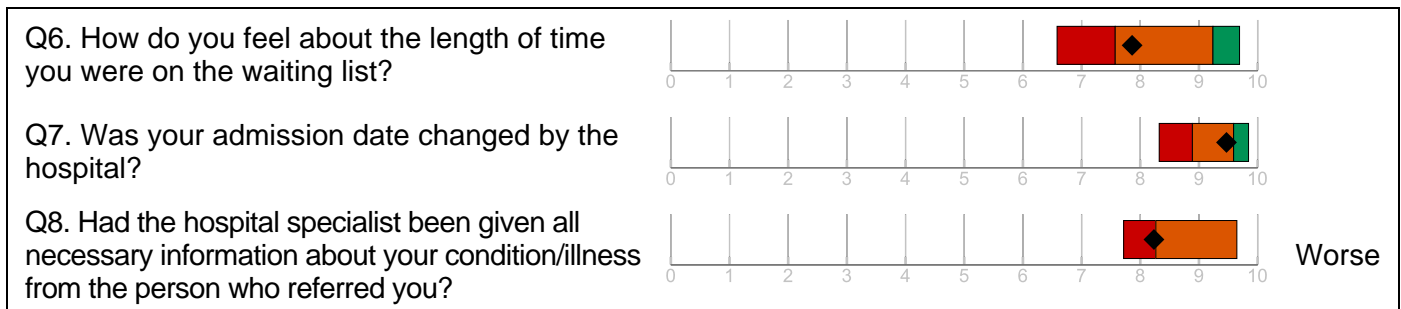 Q6. How do you feel about the length of time
you were on the waiting list?
0 1 2 3 4 5 6 7 8 9 10
Q7. Was your admission date changed by the
hospital?
0 1 2 3 4 5 6 7 8 9 10
Q8. Had the hospital specialist been given all
necessary information about your condition/illness
from the person who referred you?
0 1 2 3 4 5 6 7 8 9 10
Worse